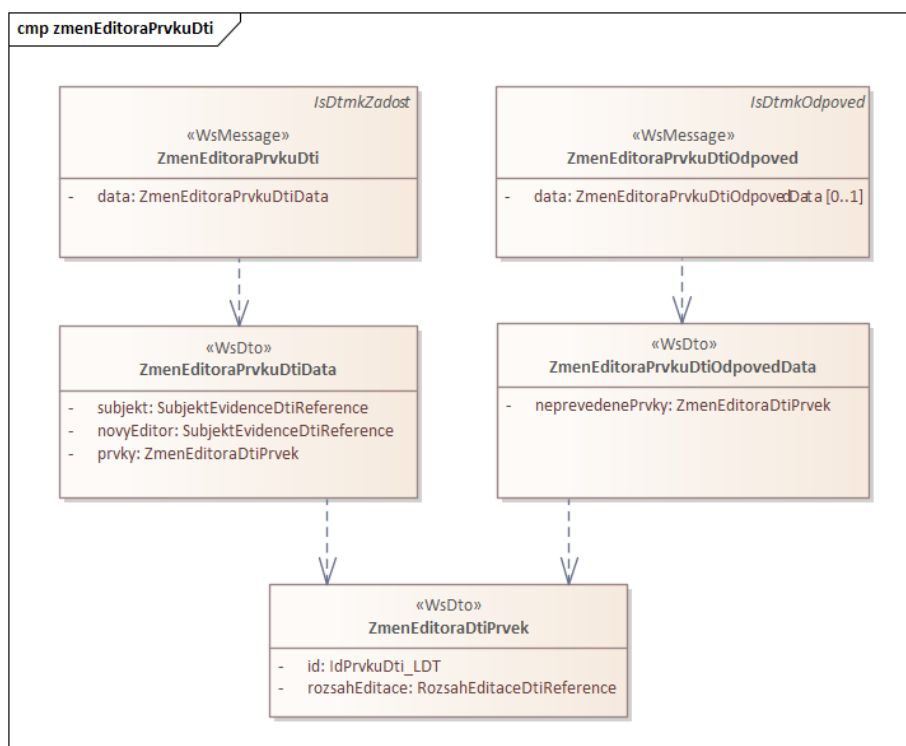 cmp zmenEditoraPrvkuDti
IsDtmkZadost
«WsMessage»
ZmenEditoraPrvkuDti
- data: ZmenEditoraPrvkuDtiData
IsDtmkOdpoved
«WsMessage»
ZmenEditoraPrvkuDtiOdpoved
- data: ZmenEditoraPrvkuDtiOdpovedData [0..1]
«WsDto»
ZmenEditoraPrvkuDtiData
- subjekt: SubjektEvidenceDtiReference
- novyEditor: SubjektEvidenceDtiReference
- prvky: ZmenEditoraDtiPrvek
«WsDto»
ZmenEditoraPrvkuDtiOdpovedData
- neprevedenePrvky: ZmenEditoraDtiPrvek
«WsDto»
ZmenEditoraDtiPrvek
- id: IdPrvkuDti_LDT
- rozsahEditace: RozsahEditaceDtiReference